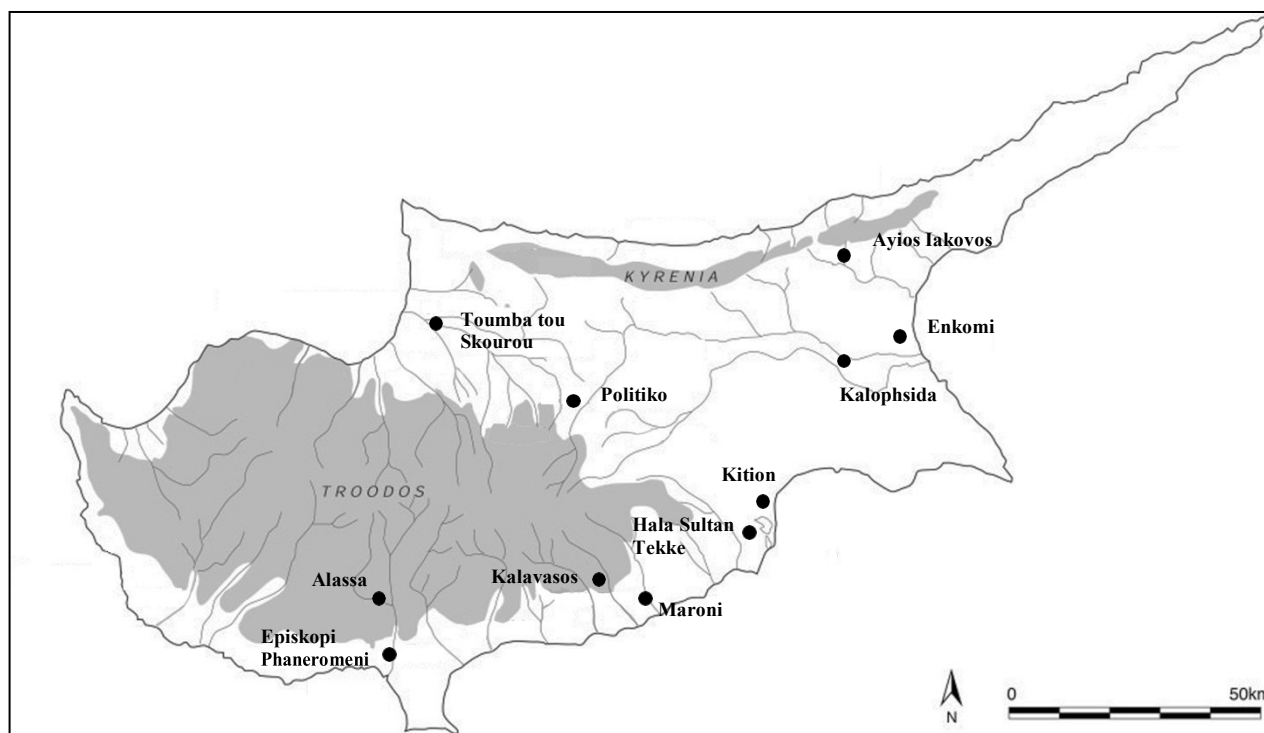 Ayios Iakovos
KYRENIA
Toumba tou
Skourou
Enkomi
Kalophsida
Politiko
Kition
TROODOS
Hala Sultan
Tekke
Alassa
Kalavasos
Maroni
Episkopi
Phaneromeni
N
0 50km